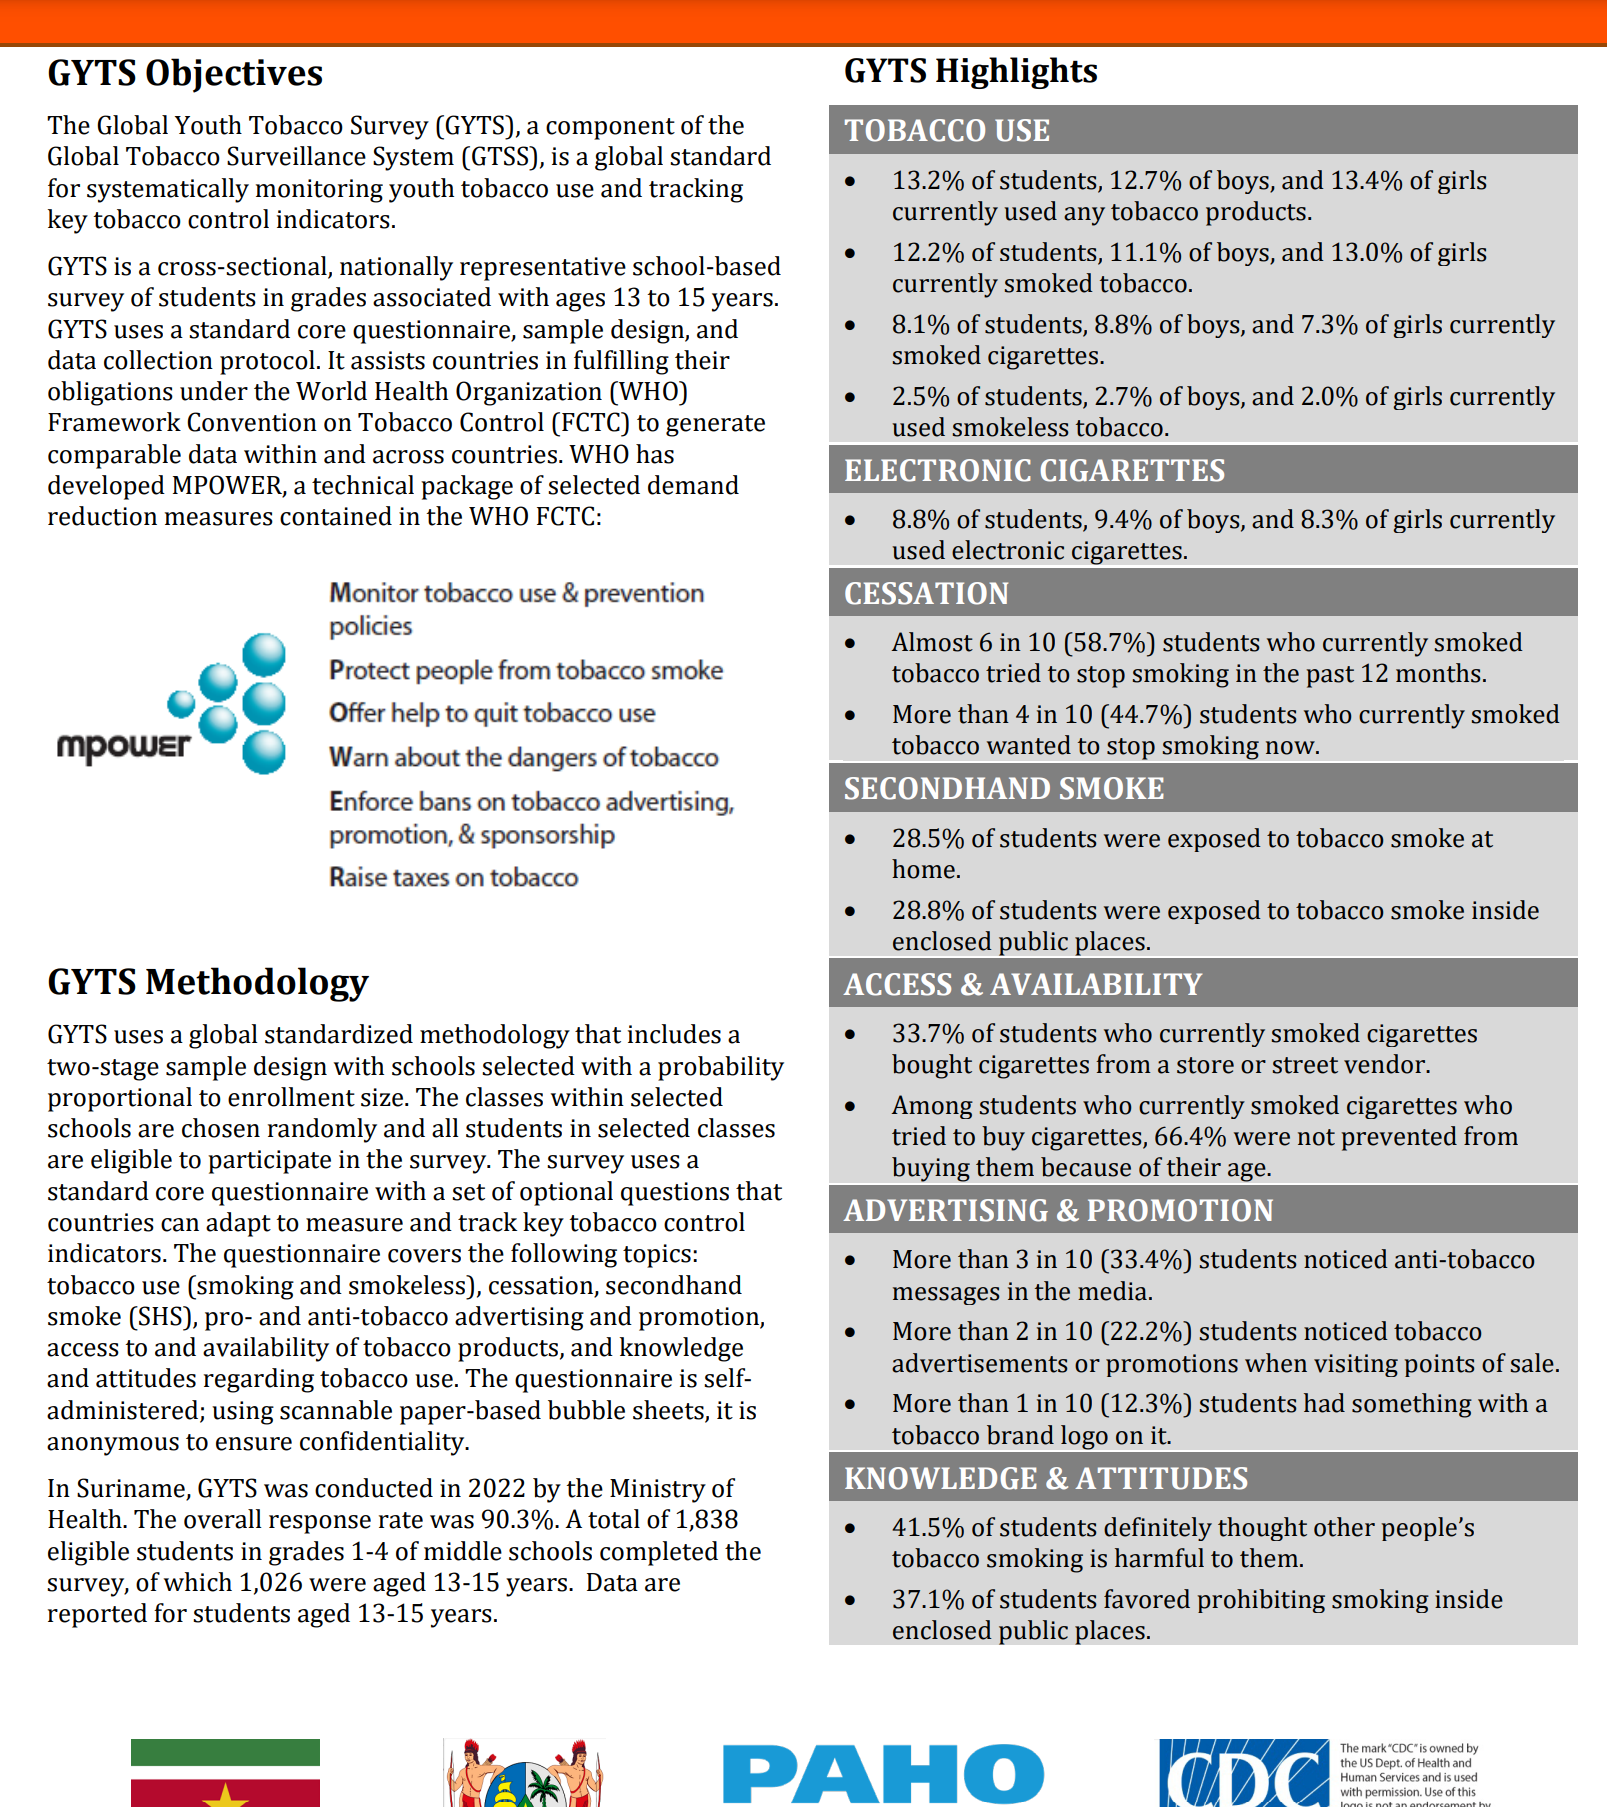 GYTS Objectives
The Global Youth Tobacco Survey (GYTS), a component of the
Global Tobacco Surveillance System (GTSS), is a global standard
for systematically monitoring youth tobacco use and tracking
key tobacco control indicators.
GYTS is a cross-sectional, nationally representative school-based
survey of students in grades associated with ages 13 to 15 years.
GYTS uses a standard core questionnaire, sample design, and
data collection protocol. It assists countries in fulfilling their
obligations under the World Health Organization (WHO)
Framework Convention on Tobacco Control (FCTC) to generate
comparable data within and across countries. WHO has
developed MPOWER, a technical package of selected demand
reduction measures contained in the WHO FCTC:
mpower
Monitor tobacco use & prevention
policies
Protect people from tobacco smoke
Offer help to quit tobacco use
Warn about the dangers of tobacco
Enforce bans on tobacco advertising,
promotion, & sponsorship
Raise taxes on tobacco
GYTS Methodology
GYTS uses a global standardized methodology that includes a
two-stage sample design with schools selected with a probability
proportional to enrollment size. The classes within selected
schools are chosen randomly and all students in selected classes
are eligible to participate in the survey. The survey uses a
standard core questionnaire with a set of optional questions that
countries can adapt to measure and track key tobacco control
indicators. The questionnaire covers the following topics:
tobacco use (smoking and smokeless), cessation, secondhand
smoke (SHS), pro- and anti-tobacco advertising and promotion,
access to and availability of tobacco products, and knowledge
and attitudes regarding tobacco use. The questionnaire is self-
administered; using scannable paper-based bubble sheets, it is
anonymous to ensure confidentiality.
In Suriname, GYTS was conducted in 2022 by the Ministry of
Health. The overall response rate was 90.3%. A total of 1,838
eligible students in grades 1-4 of middle schools completed the
survey, of which 1,026 were aged 13-15 years. Data are
reported for students aged 13-15 years.
GYTS Highlights
TOBACCO USE
• 13.2% of students, 12.7% of boys, and 13.4% of girls
currently used any tobacco products.
• 12.2% of students, 11.1% of boys, and 13.0% of girls
currently smoked tobacco.
• 8.1% of students, 8.8% of boys, and 7.3% of girls currently
smoked cigarettes.
• 2.5% of students, 2.7% of boys, and 2.0% of girls currently
used smokeless tobacco.
ELECTRONIC CIGARETTES
• 8.8% of students, 9.4% of boys, and 8.3% of girls currently
used electronic cigarettes.
CESSATION
• Almost 6 in 10 (58.7%) students who currently smoked
tobacco tried to stop smoking in the past 12 months.
• More than 4 in 10 (44.7%) students who currently smoked
tobacco wanted to stop smoking now.
SECONDHAND SMOKE
• 28.5% of students were exposed to tobacco smoke at
home.
• 28.8% of students were exposed to tobacco smoke inside
enclosed public places.
ACCESS & AVAILABILITY
• 33.7% of students who currently smoked cigarettes
bought cigarettes from a store or street vendor.
• Among students who currently smoked cigarettes who
tried to buy cigarettes, 66.4% were not prevented from
buying them because of their age.
ADVERTISING & PROMOTION
• More than 3 in 10 (33.4%) students noticed anti-tobacco
messages in the media.
• More than 2 in 10 (22.2%) students noticed tobacco
advertisements or promotions when visiting points of sale.
• More than 1 in 10 (12.3%) students had something with a
tobacco brand logo on it.
KNOWLEDGE & ATTITUDES
• 41.5% of students definitely thought other people's
tobacco smoking is harmful to them.
• 37.1% of students favored prohibiting smoking inside
enclosed public places.
PAHO
CDC
The mark "CDC" is owned by
the US Dept. of Health and
Human Services and is used
with permission. Use of this
logo is not an endorsement by